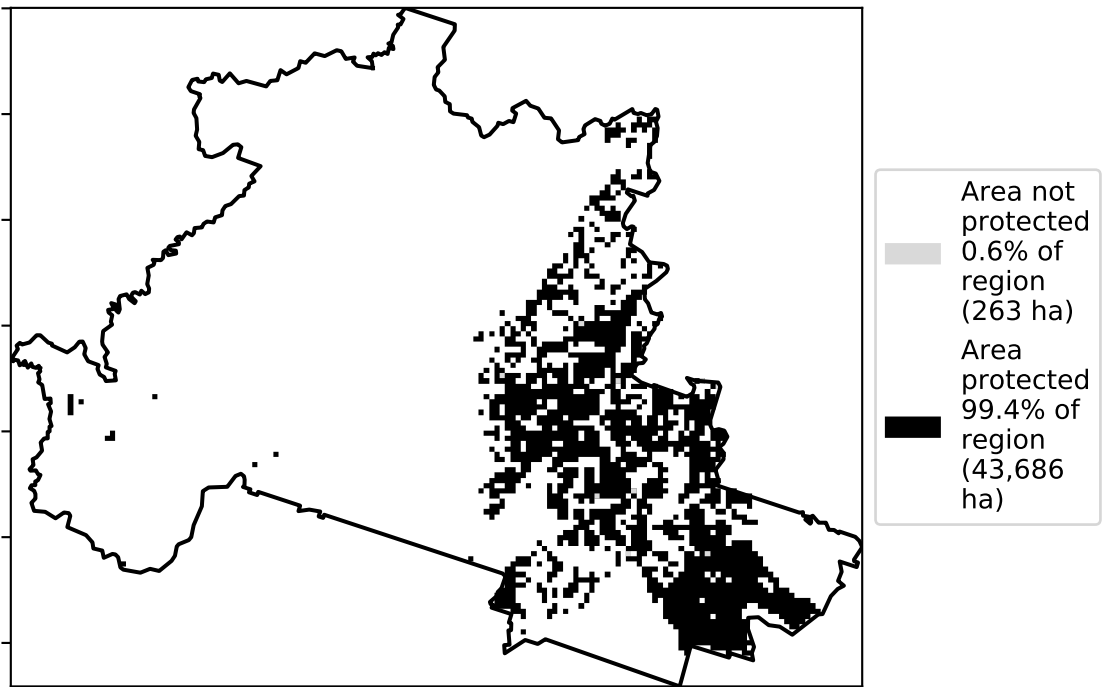 Area not
protected
0.6% of
region
(263 ha)
Area
protected
99.4% of
region
(43,686
ha)